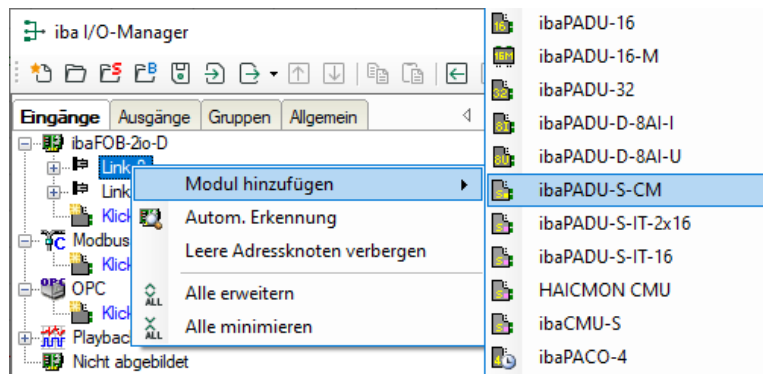 iba I/O-Manager
Eingänge Ausgänge Gruppen Allgemein
ibaFOB-2io-D
Link
Link
Klick
Modbus
Klick
OPC
Klick
Playbac
Nicht abgebildet
Modul hinzufügen
Autom. Erkennung
Leere Adressknoten verbergen
Alle erweitern
Alle minimieren
ibaPADU-16
ibaPADU-16-M
ibaPADU-32
ibaPADU-D-8AI-I
ibaPADU-D-8AI-U
ibaPADU-S-CM
ibaPADU-S-IT-2x16
ibaPADU-S-IT-16
HAICMON CMU
ibaCMU-S
ibaPACO-4